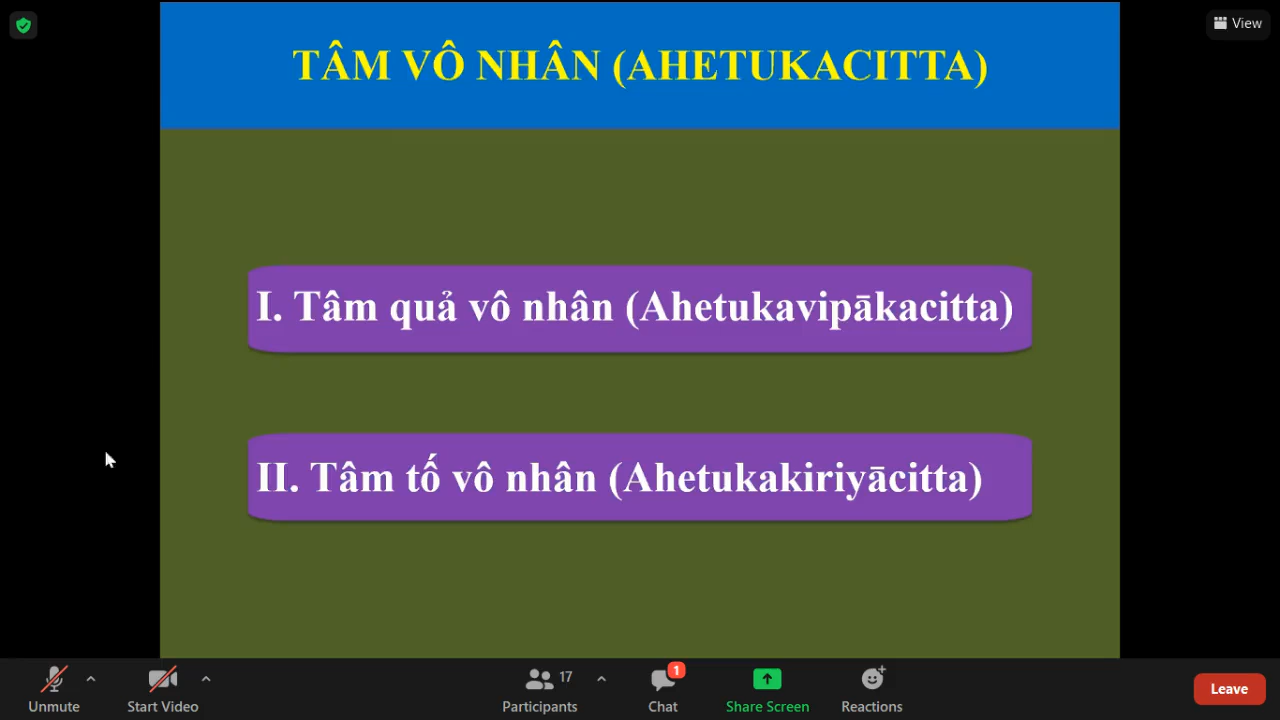 View
TÂM VÔ NHÂN (AHETUKACITTA)
I. Tâm quả vô nhân (Ahetukavipākacitta)
II. Tâm tố vô nhân (Ahetukakiriyācitta)
17
1
Unmute
Start Video
Participants
Chat
Share Screen
Reactions
Leave